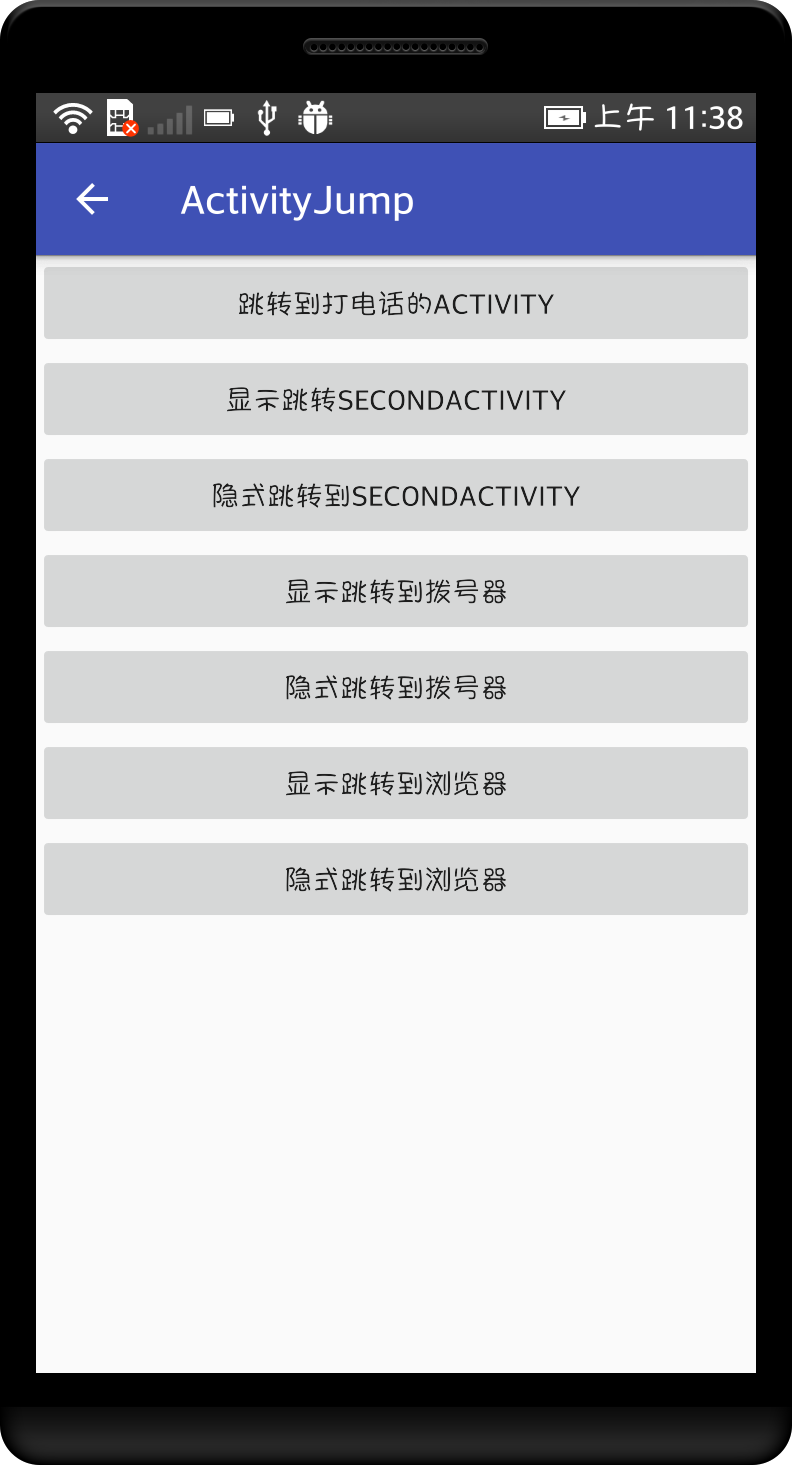 上午 11:38
ActivityJump
跳转到打电话的ACTIVITY
显示跳转SECONDACTIVITY
隐式跳转到SECONDACTIVITY
显示跳转到拨号器
隐式跳转到拨号器
显示跳转到浏览器
隐式跳转到浏览器